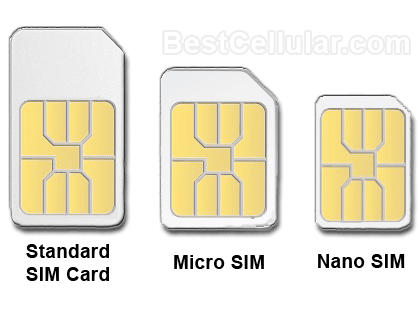 BestCellular.com
Standard
SIM Card
Micro SIM
Nano SIM